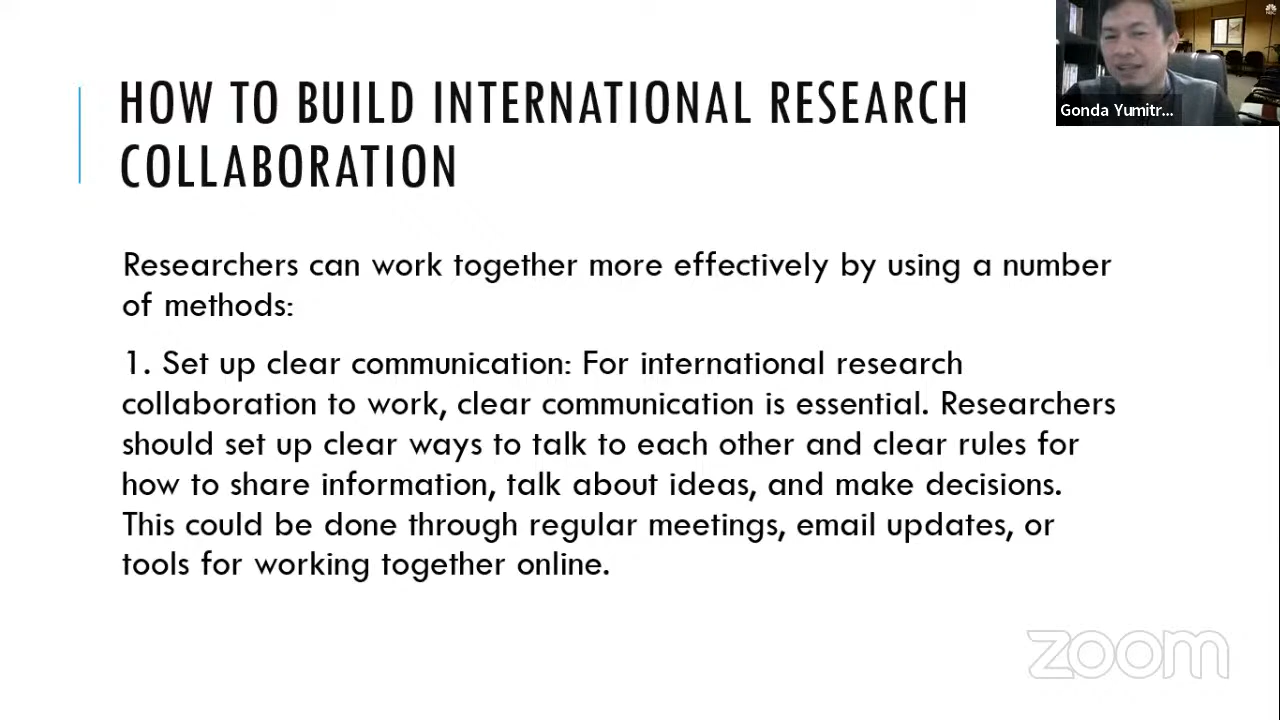 HOW TO BUILD INTERNATIONAL RESEARCH
COLLABORATION
Gonda Yumitr...
Researchers can work together more effectively by using a number
of methods:
1. Set up clear communication: For international research
collaboration to work, clear communication is essential. Researchers
should set up clear ways to talk to each other and clear rules for
how to share information, talk about ideas, and make decisions.
This could be done through regular meetings, email updates, or
tools for working together online.
zoom